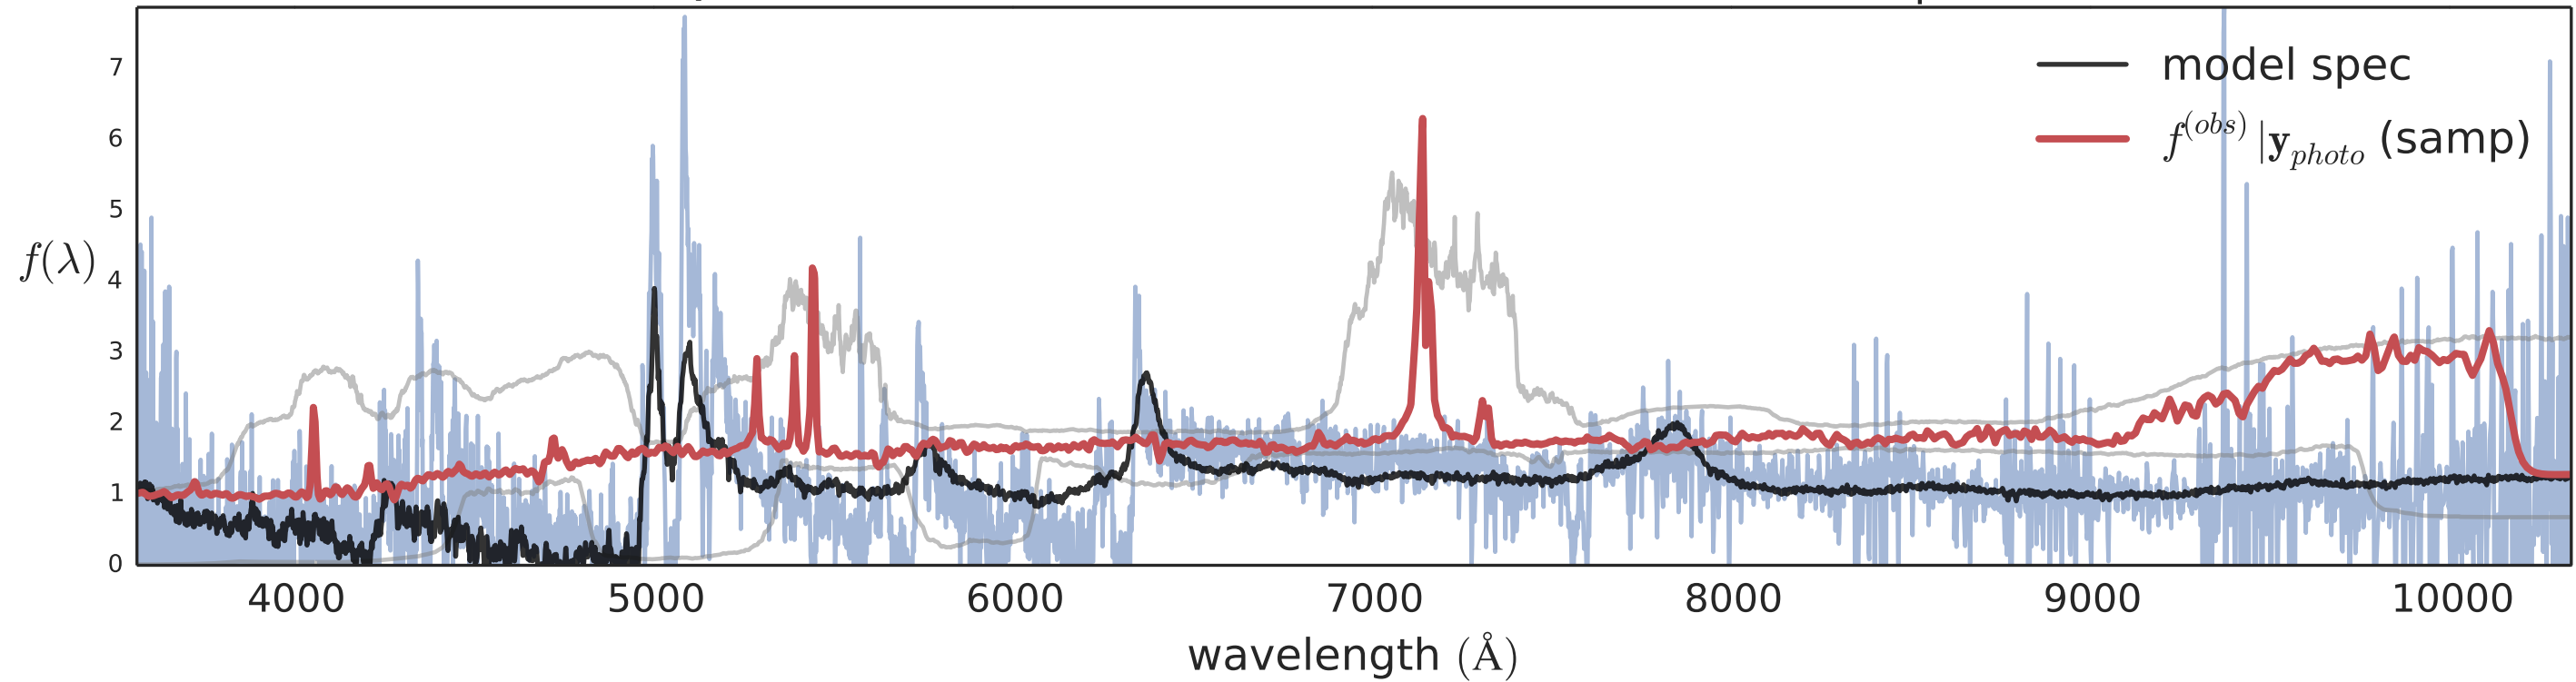 7
6
5
4
3
2
1
0
f(λ)
model spec
f^(obs) |y_photo (samp)
4000 5000 6000 7000 8000 9000 10000
wavelength (Å)